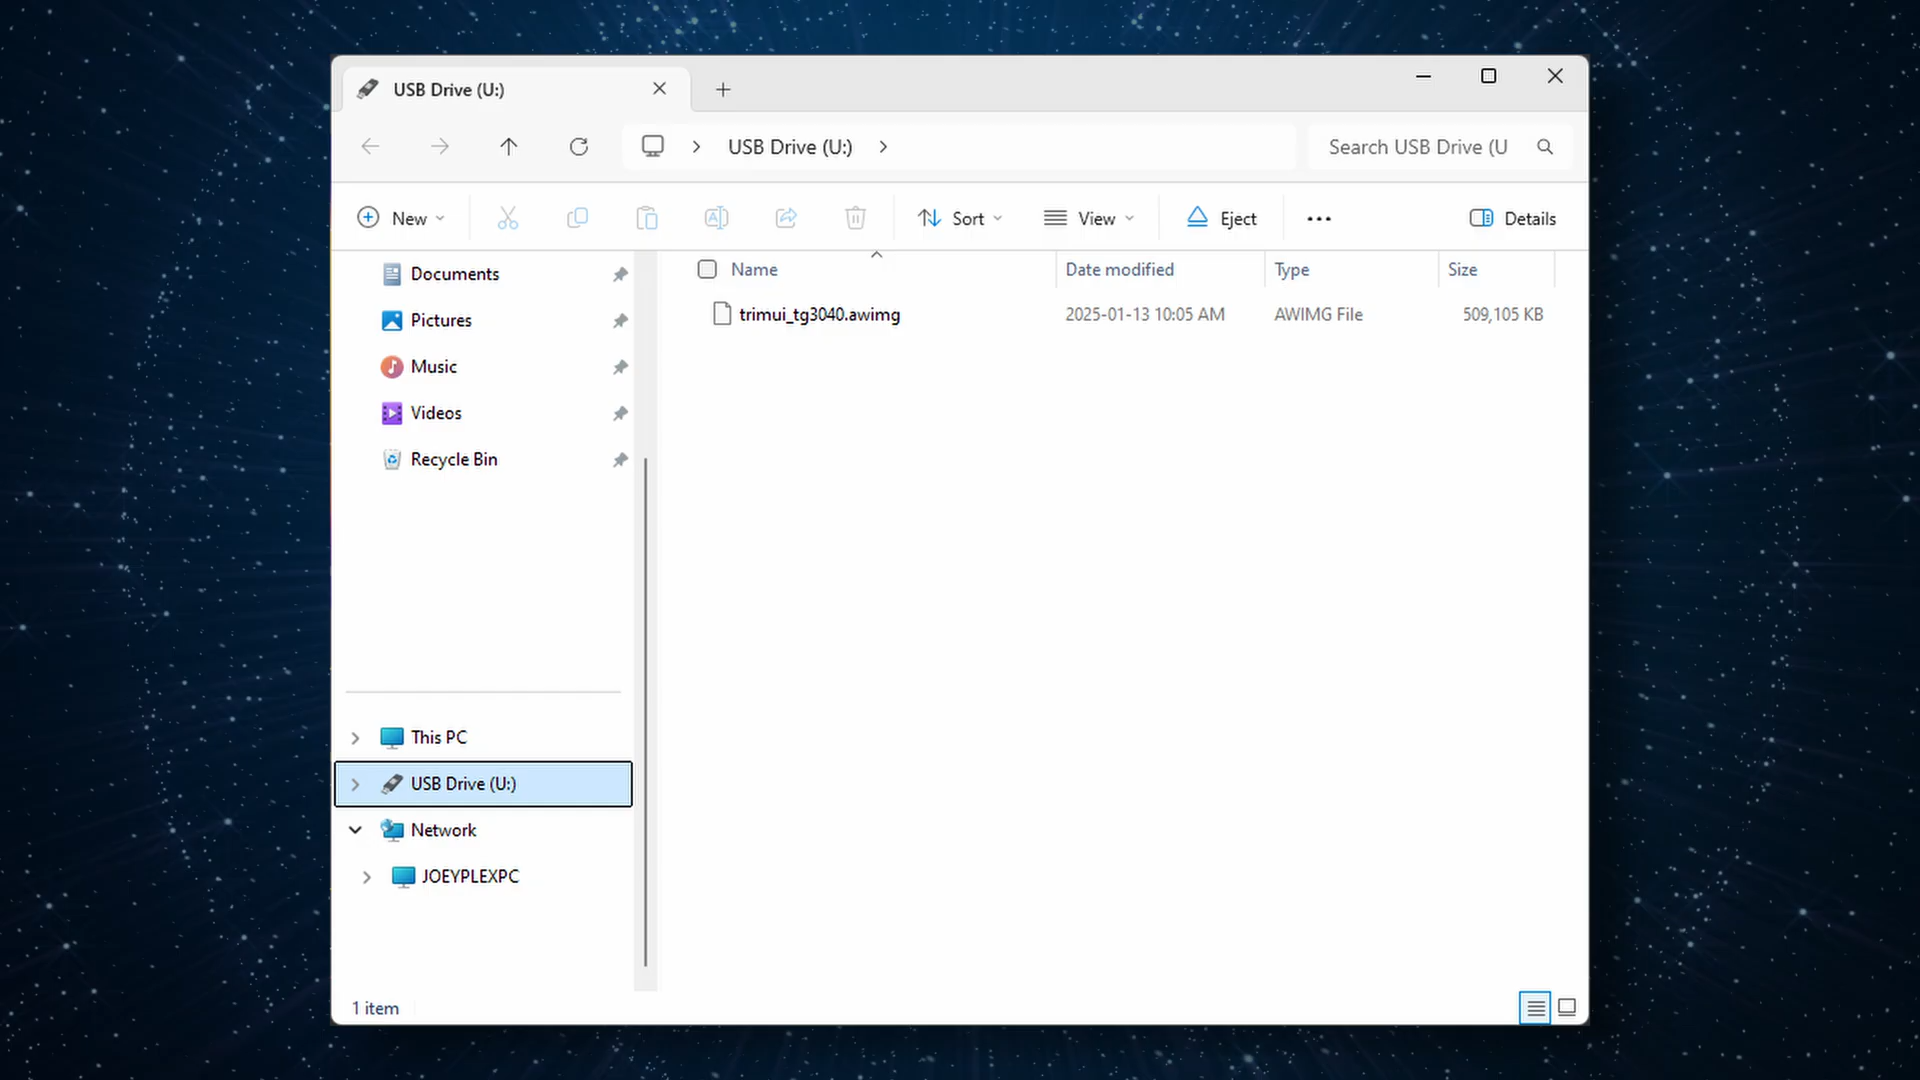 USB Drive (U:)
USB Drive (U:)
Search USB Drive (U
New
Sort
View
Eject
Details
Documents
Pictures
Music
Videos
Recycle Bin
This PC
USB Drive (U:)
Network
JOEYPLEXPC
Name Date modified Type Size
trimui_tg3040.awimg 2025-01-13 10:05 AM AWIMG File 509,105 KB
1 item